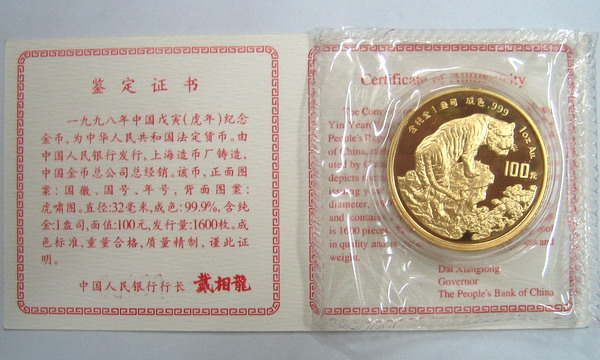 鉴定证书
一九九八年中国戊寅(虎年)纪念
金币,为中华人民共和国法定货币。由
中国人民银行发行,上海造币厂铸造,
中国金币总公司总经销。该币,正面图
案:国徽、国号、年号,背面图案:
虎啸图。直径:32毫米,成色:99.9%,含纯
金:1盎司,面值:100元,发行量:1600枚。成
色标准,重量合格,质量精制,谨此证
明。
中国人民银行行长 戴相龍
Certificate of Authenticity
The Com
Yin Year
People's Ban
of China,
uted by C
depicts
diameter
and contain
is 1600 pieces.
in quality and is
weight.
Dai Xianglong
Governor
The People's Bank of China
含纯金1盎司 成色.999 1oz Au
100元